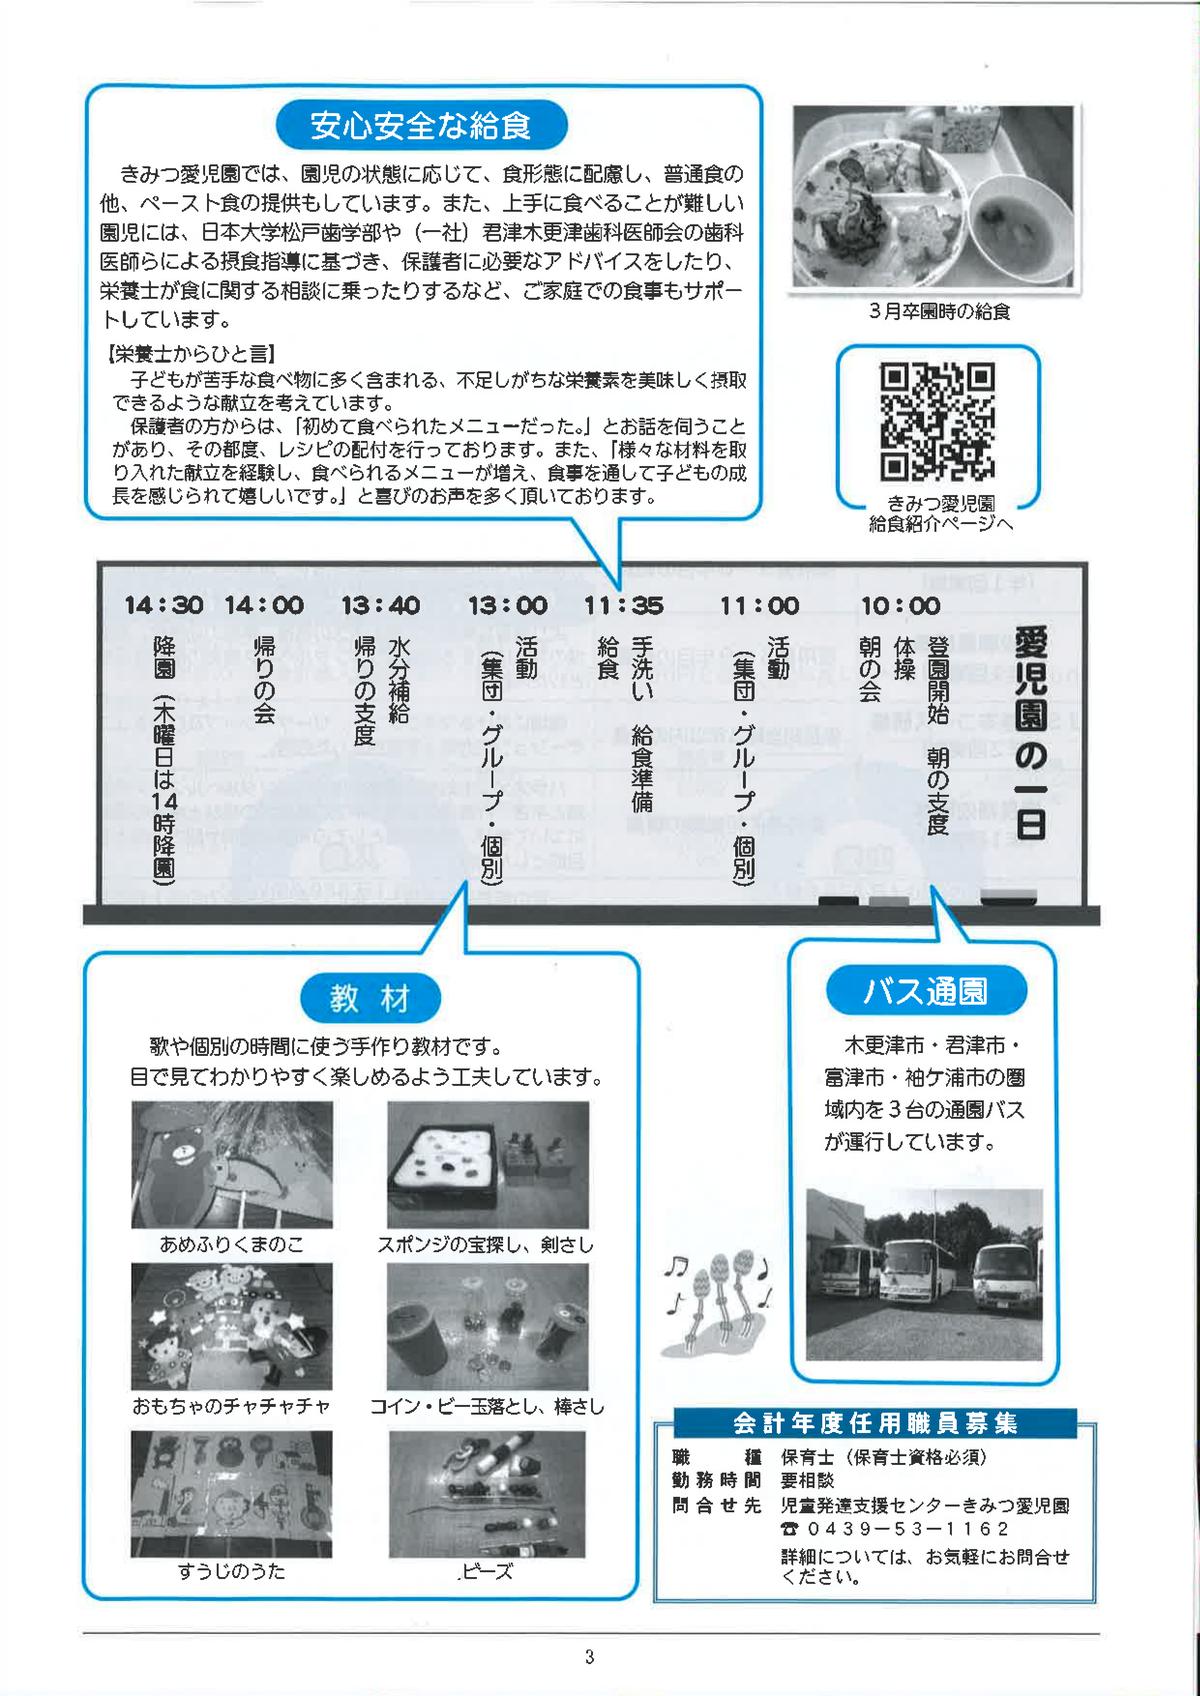 安心安全な給食
きみつ愛児園では、園児の状態に応じて、食形態に配慮し、普通食の
他、ペースト食の提供もしています。また、上手に食べることが難しい
園児には、日本大学松戸歯学部や（一社）君津木更津歯科医師会の歯科
医師らによる摂食指導に基づき、保護者に必要なアドバイスをしたり、
栄養士が食に関する相談に乗ったりするなど、ご家庭での食事もサポー
トしています。
【栄養士からひと言】
子どもが苦手な食べ物に多く含まれる、不足しがちな栄養素を美味しく摂取
できるような献立を考えています。
保護者の方からは、「初めて食べられたメニューだった。」とお話を伺うこと
があり、その都度、レシピの配付を行っております。また、「様々な材料を取
り入れた献立を経験し、食べられるメニューが増え、食事を通して子どもの成
長を感じられて嬉しいです。」と喜びのお声を多く頂いております。
３月卒園時の給食
きみつ愛児園
給食紹介ページへ
愛児園の一日
10：00
登園開始　朝の支度
体操
朝の会
11：00
活動
（集団・グループ・個別）
11：35
手洗い　給食準備
給食
13：00
活動
（集団・グループ・個別）
13：40
水分補給
帰りの支度
14：00
帰りの会
14：30
降園（木曜日は14時降園）
教材
歌や個別の時間に使う手作り教材です。
目で見てわかりやすく楽しめるよう工夫しています。
あめふりくまのこ
スポンジの宝探し、剣さし
おもちゃのチャチャチャ
コイン・ビー玉落とし、棒さし
すうじのうた
ビーズ
バス通園
木更津市・君津市・
富津市・袖ケ浦市の圏
域内を３台の通園バス
が運行しています。
会計年度任用職員募集
職種　保育士（保育士資格必須）
勤務時間　要相談
問合せ先　児童発達支援センターきみつ愛児園
☎０４３９－５３－１１６２
詳細については、お気軽にお問合せ
ください。
3